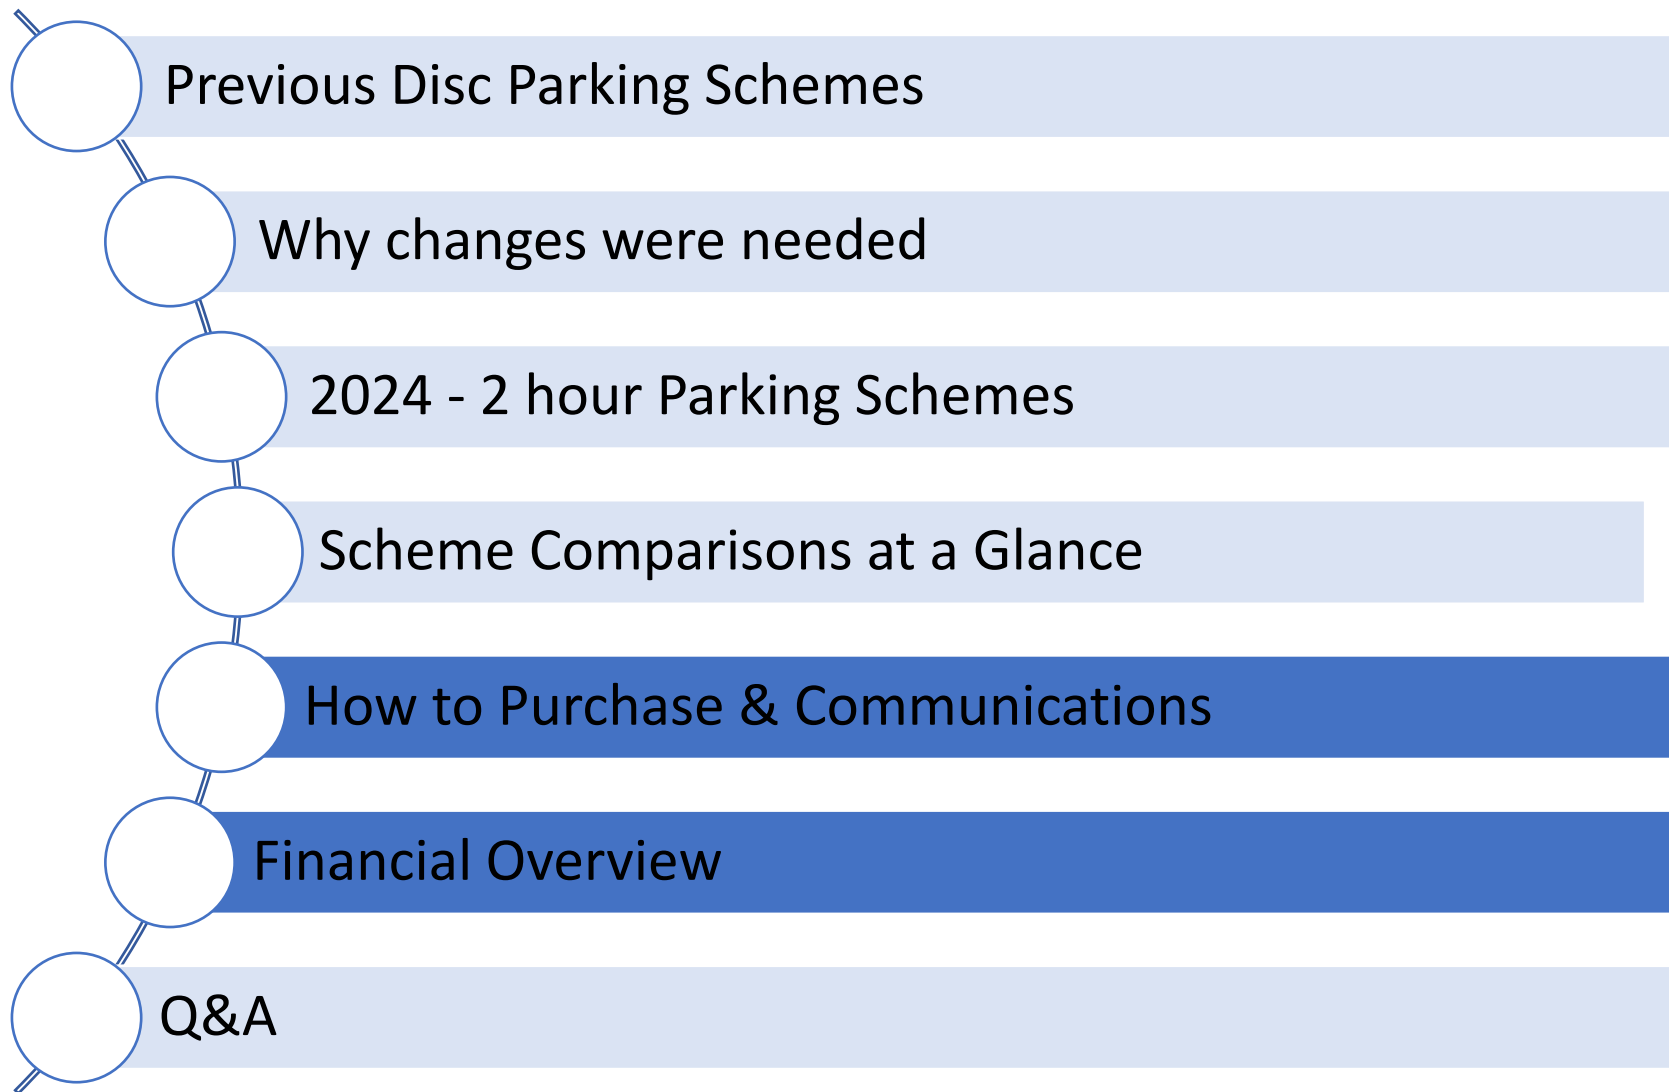 Previous Disc Parking Schemes
Why changes were needed
2024 - 2 hour Parking Schemes
Scheme Comparisons at a Glance
How to Purchase & Communications
Financial Overview
Q&A